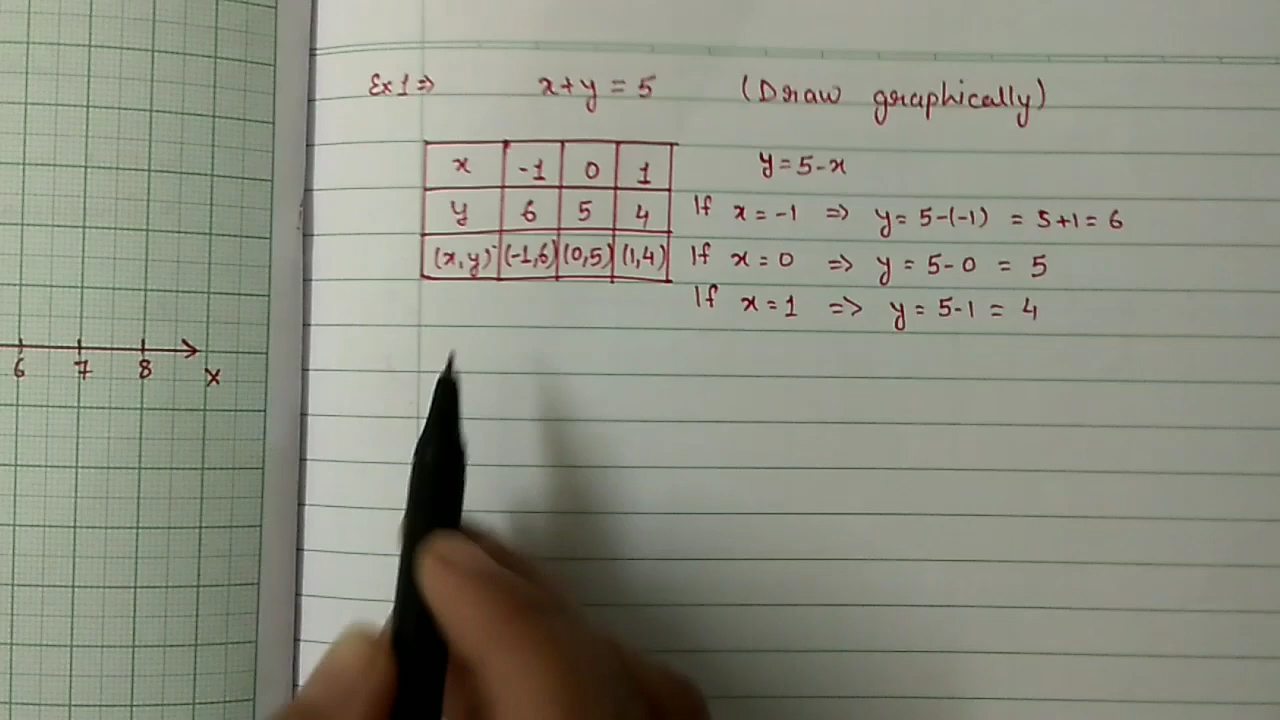 Ex 1 ⇒ x+y = 5 (Draw graphically)
x -1 0 1
y 6 5 4
(x,y) (-1,6) (0,5) (1,4)
y = 5-x
If x = -1 ⇒ y = 5-(-1) = 5+1 = 6
If x = 0 ⇒ y = 5-0 = 5
If x = 1 ⇒ y = 5-1 = 4
6 7 8 x